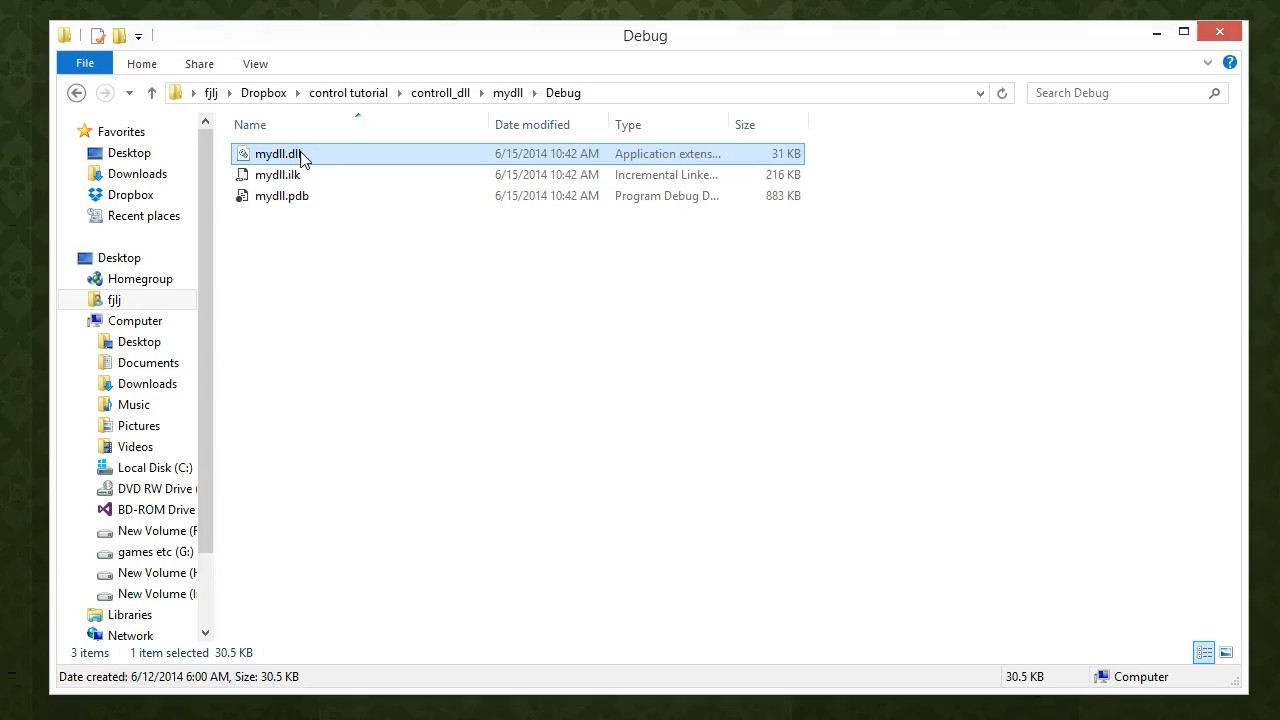 Debug
File Home Share View
fjlj Dropbox control tutorial controll_dll mydll Debug Search Debug
Name Date modified Type Size
mydll.dll 6/15/2014 10:42 AM Application extens... 31 KB
mydll.ilk 6/15/2014 10:42 AM Incremental Linke... 216 KB
mydll.pdb 6/15/2014 10:42 AM Program Debug D... 883 KB
Favorites
Desktop
Downloads
Dropbox
Recent places
Desktop
Homegroup
fjlj
Computer
Desktop
Documents
Downloads
Music
Pictures
Videos
Local Disk (C:)
DVD RW Drive (
BD-ROM Drive
New Volume (F
games etc (G:)
New Volume (H
New Volume (I:
Libraries
Network
3 items 1 item selected 30.5 KB
Date created: 6/12/2014 6:00 AM, Size: 30.5 KB 30.5 KB Computer